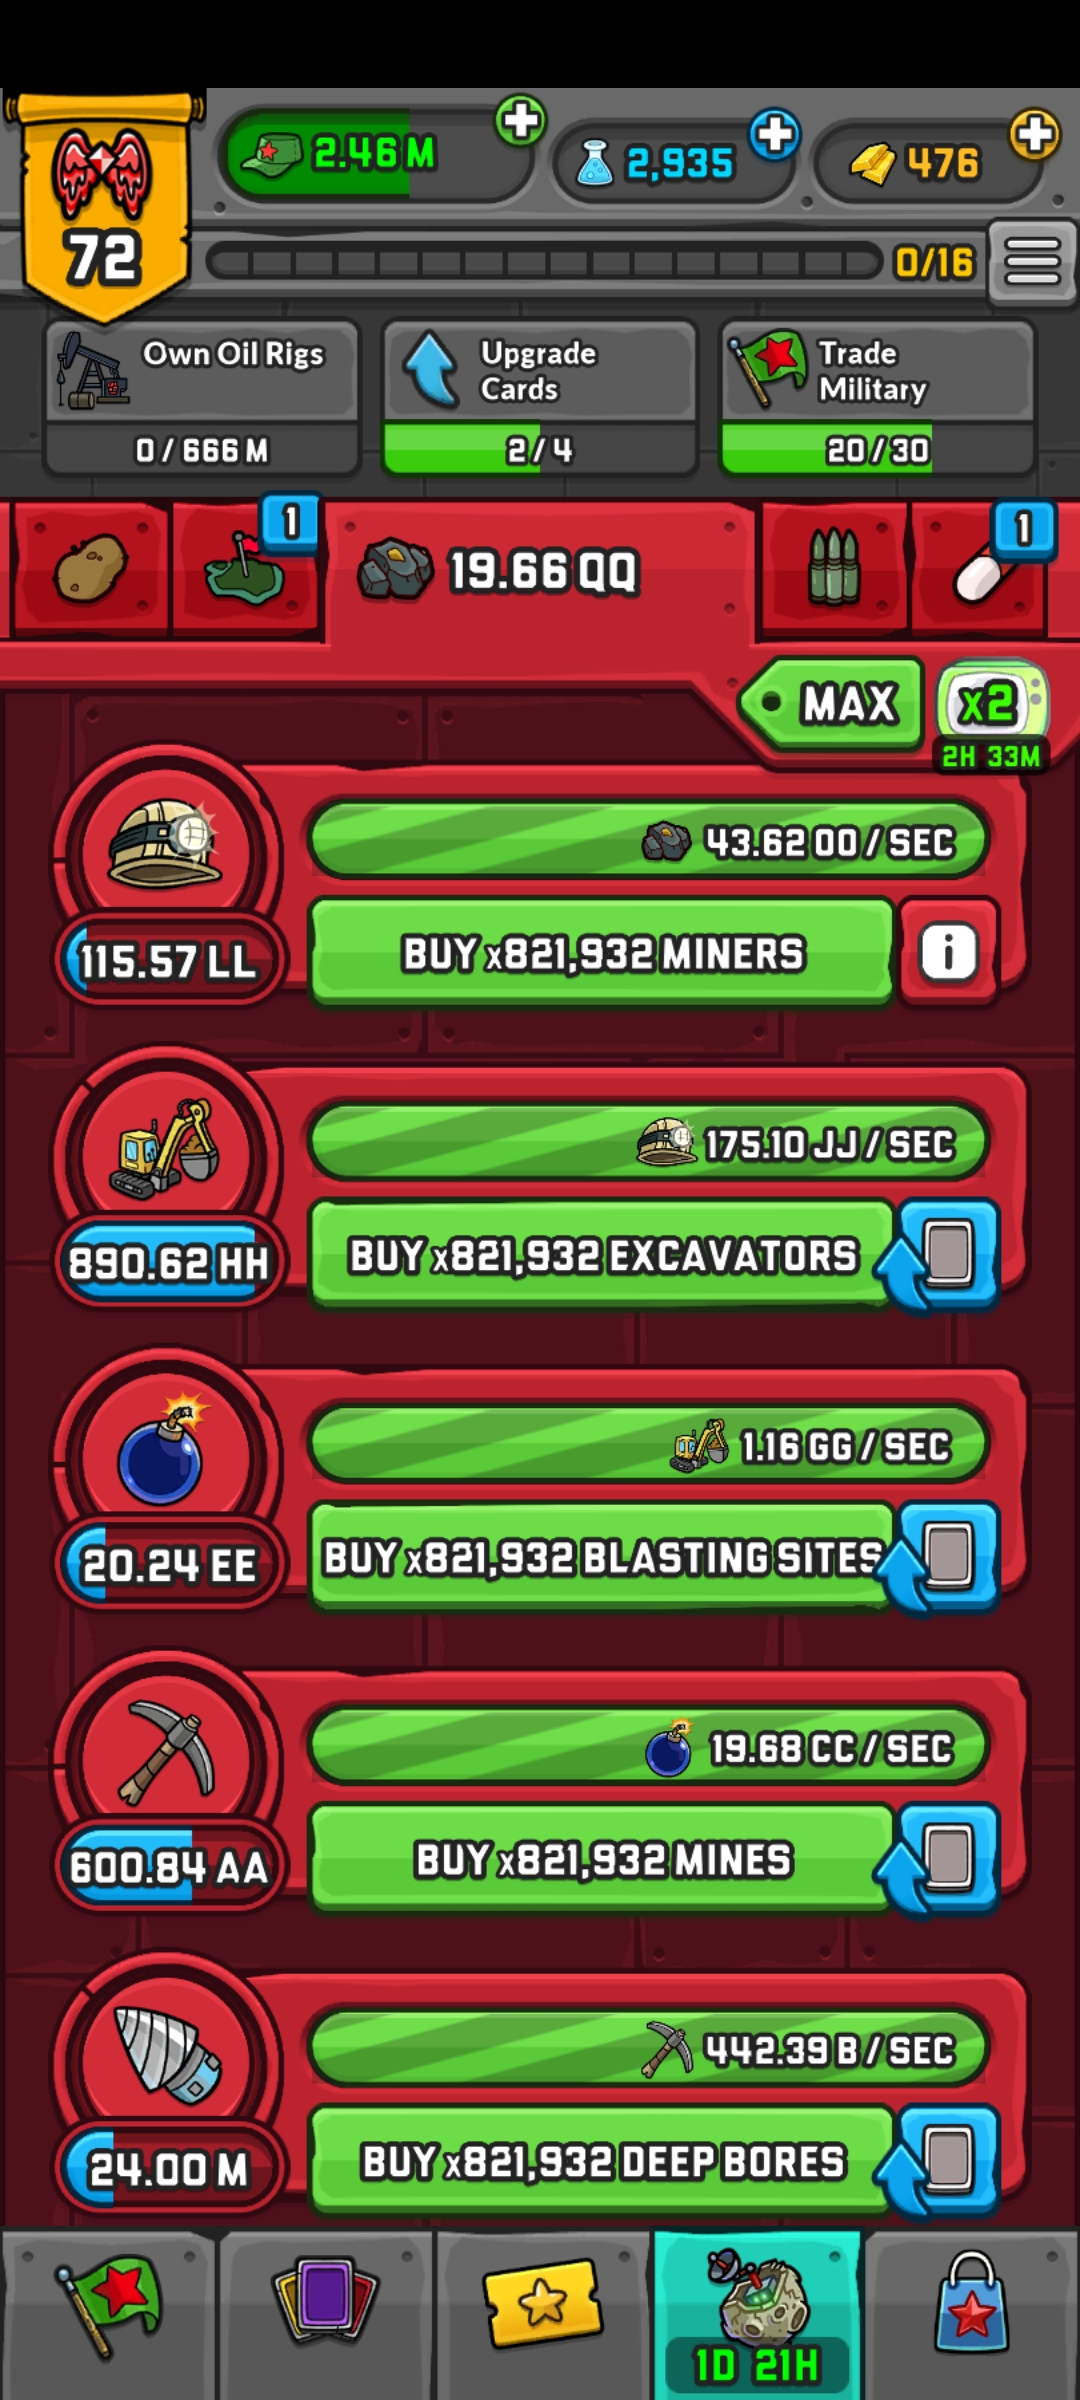 2.46 M
2,935
476
72
0/16
Own Oil Rigs
0 / 666 M
Upgrade
Cards
2 / 4
Trade
Military
20 / 30
1
19.66 QQ
1
MAX
x2
2H 33M
43.62 OO / SEC
115.57 LL
BUY x821,932 MINERS
i
175.10 JJ / SEC
890.62 HH
BUY x821,932 EXCAVATORS
1.16 GG / SEC
20.24 EE
BUY x821,932 BLASTING SITES
19.68 CC / SEC
600.84 AA
BUY x821,932 MINES
442.39 B / SEC
24.00 M
BUY x821,932 DEEP BORES
1D 21H